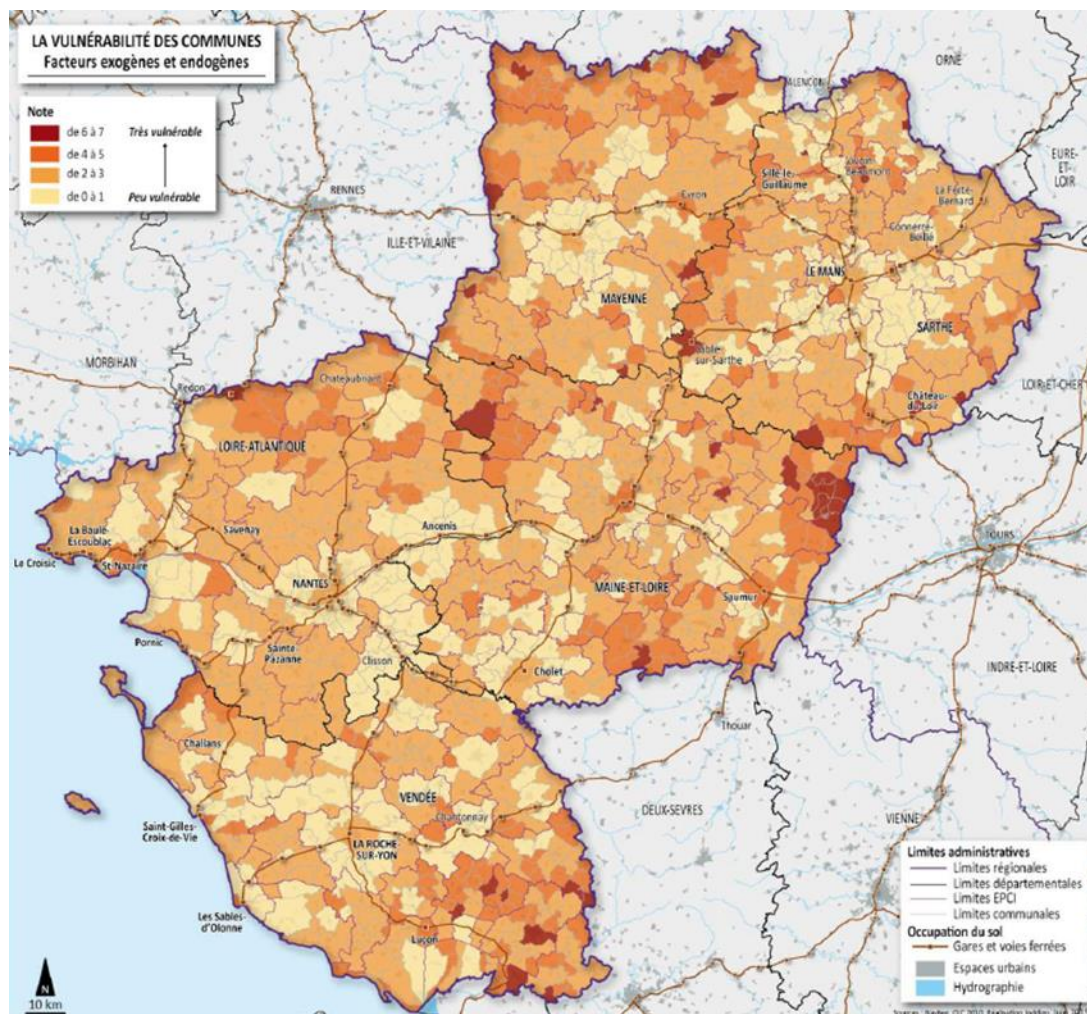 LA VULNÉRABILITÉ DES COMMUNES
Facteurs exogènes et endogènes
Note
de 6 à 7 Très vulnérable
de 4 à 5
de 2 à 3
de 0 à 1 Peu vulnérable
ALENCON
ORNE
EURE-
ET-
LOIR
RENNES
ILLE-ET-VILAINE
Evron
Sillé-le-
Guillaume
La Ferté-
Bernard
Connerré-
Beillé
LE MANS
MAYENNE
SARTHE
Sablé-
sur-Sarthe
MORBIHAN
Redon
Chateaubriant
LOIR-ET-CHER
Château-
du-Loir
LOIRE-ATLANTIQUE
La Baule-
Escoublac
Savenay
Ancenis
Le Croisic
St-Nazaire
TOURS
NANTES
MAINE-ET-LOIRE
Saumur
Pornic
Sainte-
Pazanne
Clisson
Cholet
INDRE-ET-LOIRE
Thouar
Challans
VENDÉE
Chantonnay
DEUX-SEVRES
VIENNE
Saint-Gilles-
Croix-de-Vie
LA ROCHE-
SUR-YON
Les Sables-
d'Olonne
Luçon
Limites administratives
Limites régionales
Limites départementales
Limites EPCI
Limites communales
Occupation du sol
Gares et voies ferrées
Espaces urbains
Hydrographie
N
10 km